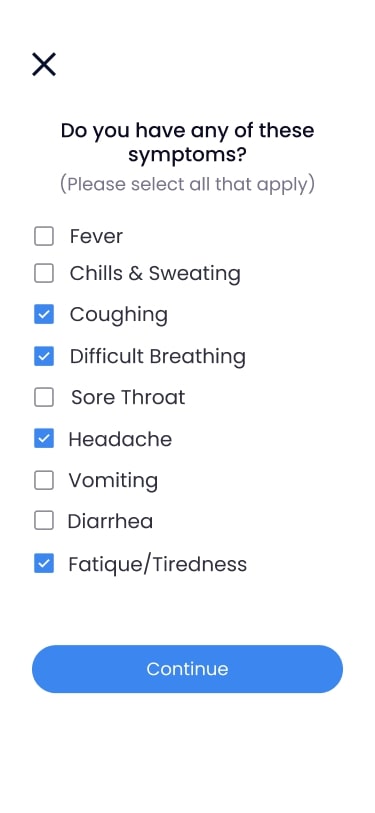 Do you have any of these
symptoms?
(Please select all that apply)
Fever
Chills & Sweating
Coughing
Difficult Breathing
Sore Throat
Headache
Vomiting
Diarrhea
Fatique/Tiredness
Continue